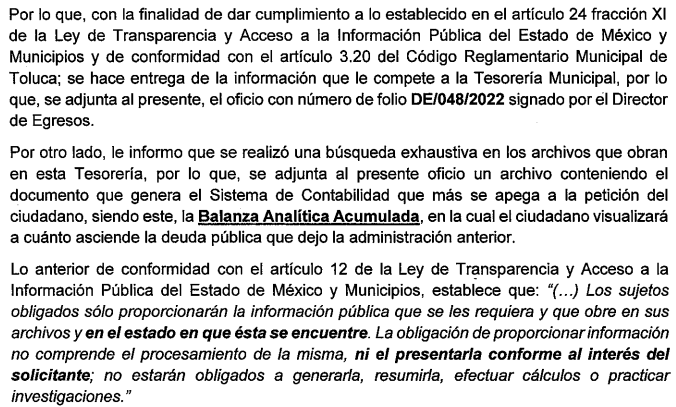 Por lo que, con la finalidad de dar cumplimiento a lo establecido en el artículo 24 fracción XI
de la Ley de Transparencia y Acceso a la Información Pública del Estado de México y
Municipios y de conformidad con el artículo 3.20 del Código Reglamentario Municipal de
Toluca; se hace entrega de la información que le compete a la Tesorería Municipal, por lo
que, se adjunta al presente, el oficio con número de folio DE/048/2022 signado por el Director
de Egresos.
Por otro lado, le informo que se realizó una búsqueda exhaustiva en los archivos que obran
en esta Tesorería, por lo que, se adjunta al presente oficio un archivo conteniendo el
documento que genera el Sistema de Contabilidad que más se apega a la petición del
ciudadano, siendo este, la Balanza Analítica Acumulada, en la cual el ciudadano visualizará
a cuánto asciende la deuda pública que dejo la administración anterior.
Lo anterior de conformidad con el artículo 12 de la Ley de Transparencia y Acceso a la
Información Pública del Estado de México y Municipios, establece que: “(…) Los sujetos
obligados sólo proporcionarán la información pública que se les requiera y que obre en sus
archivos y en el estado en que ésta se encuentre. La obligación de proporcionar información
no comprende el procesamiento de la misma, ni el presentarla conforme al interés del
solicitante; no estarán obligados a generarla, resumirla, efectuar cálculos o practicar
investigaciones.”